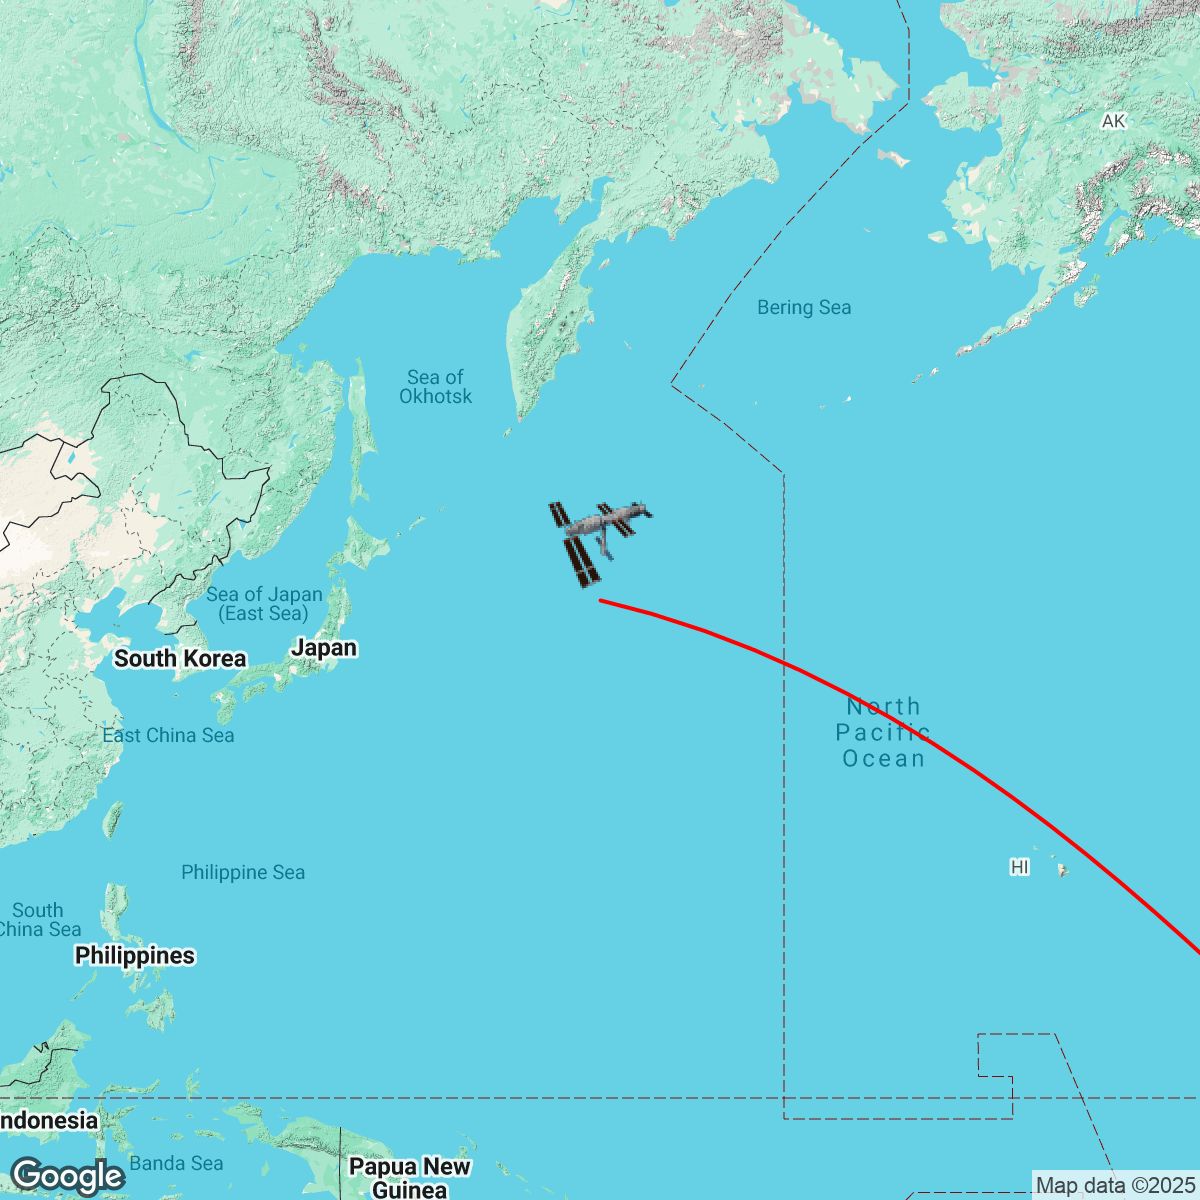 AK
Bering Sea
Sea of
Okhotsk
Sea of Japan
(East Sea)
Japan
South Korea
North
Pacific
Ocean
East China Sea
HI
Philippine Sea
South
China Sea
Philippines
ndonesia
Banda Sea
Papua New
Guinea
Google
Map data ©2025